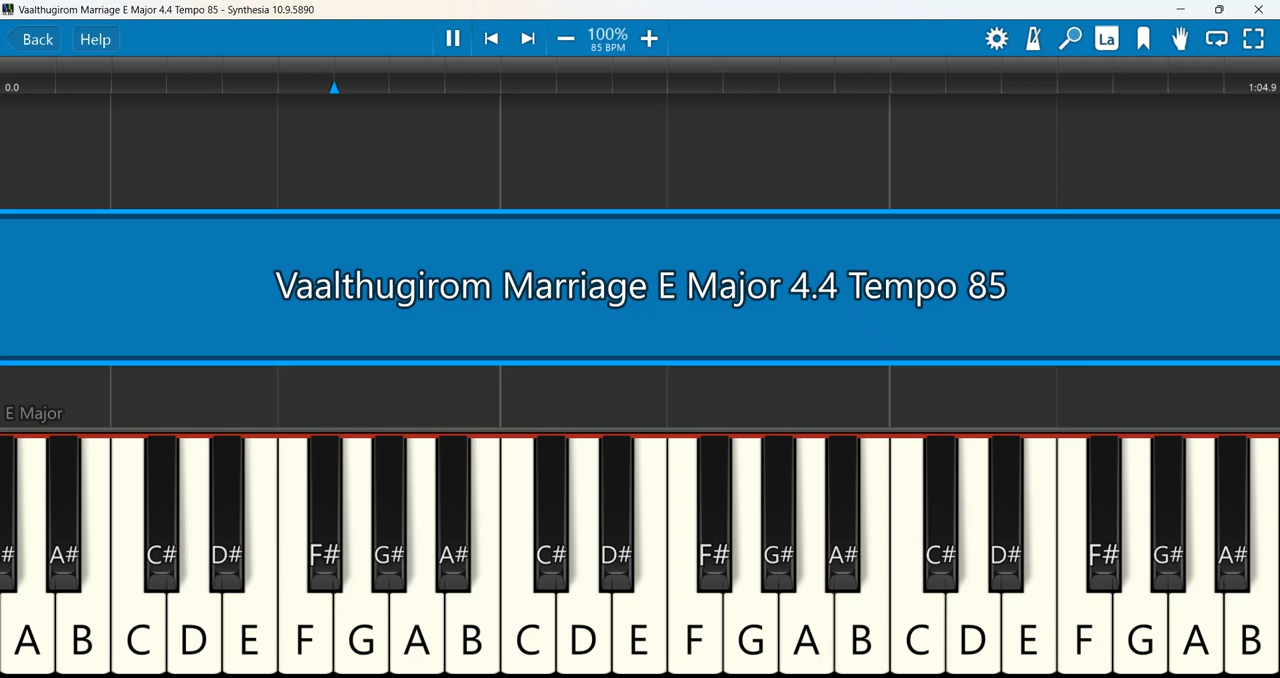 Vaalthugirom Marriage E Major 4.4 Tempo 85 - Synthesia 10.9.5890
Back Help 100% La
85 BPM
0.0 1:04.9
Vaalthugirom Marriage E Major 4.4 Tempo 85
E Major
# A# C# D# F# G# A# C# D# F# G# A# C# D# F# G# A#
A B C D E F G A B C D E F G A B C D E F G A B